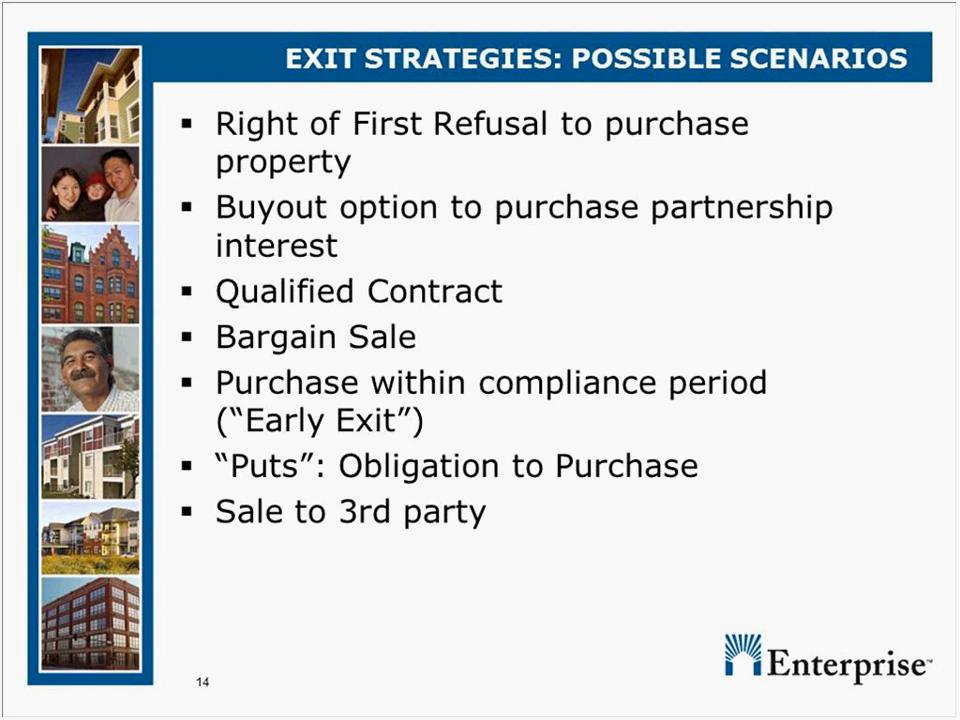 EXIT STRATEGIES: POSSIBLE SCENARIOS
▪ Right of First Refusal to purchase
property
▪ Buyout option to purchase partnership
interest
▪ Qualified Contract
▪ Bargain Sale
▪ Purchase within compliance period
(“Early Exit”)
▪ “Puts”: Obligation to Purchase
▪ Sale to 3rd party
Enterprise™
14